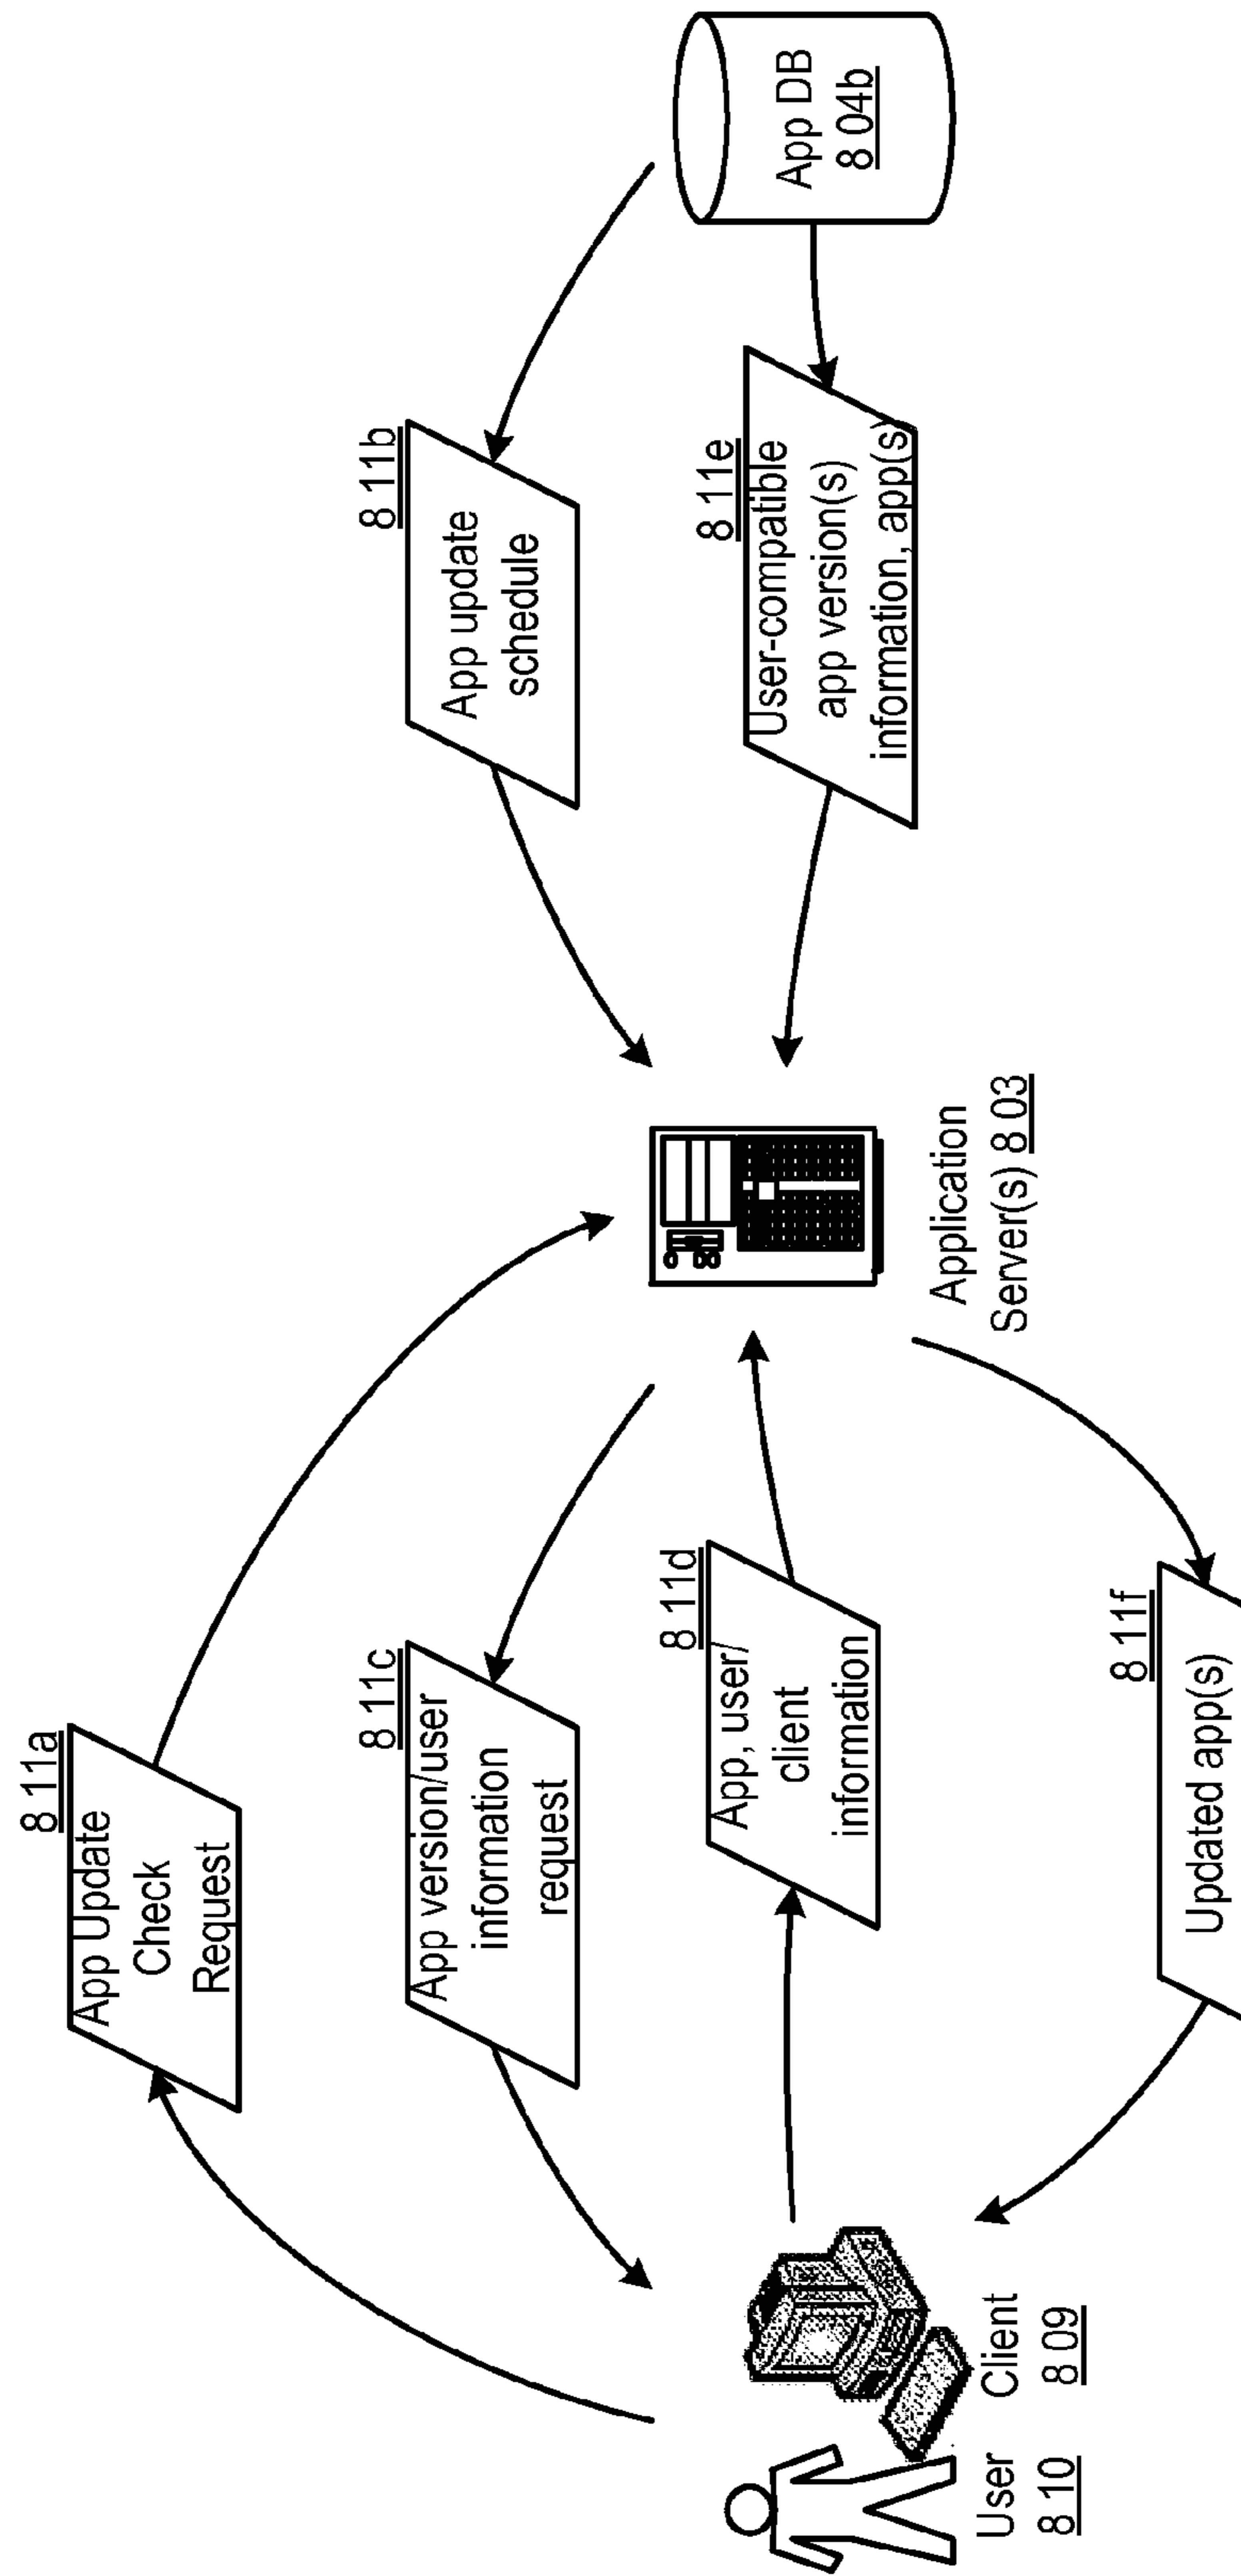 8 11a
App Update
Check
Request
8 11c
App version/user
information
request
8 11b
App update
schedule
8 11d
App, user/
client
information
8 11e
User-compatible
app version(s)
information, app(s)
8 11f
Updated app(s)
User
8 10
Client
8 09
Application
Server(s) 8 03
App DB
8 04b